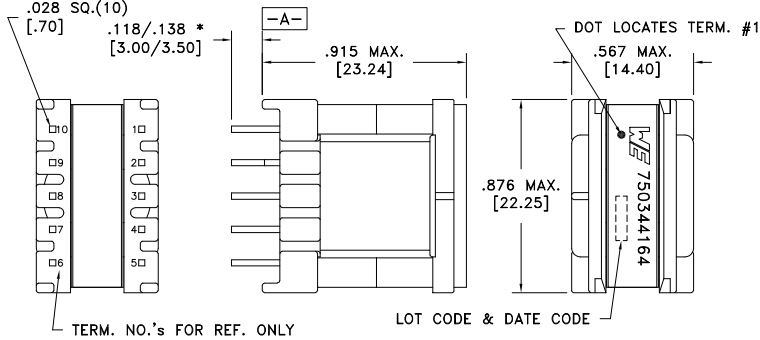 .028 SQ.(10)
[.70]
.118/.138 *
[3.00/3.50]
-A-
.915 MAX.
[23.24]
DOT LOCATES TERM. #1
.567 MAX.
[14.40]
10
1
9
2
8
3
7
4
6
5
.876 MAX.
[22.25]
WE 750344164
TERM. NO.'s FOR REF. ONLY
LOT CODE & DATE CODE